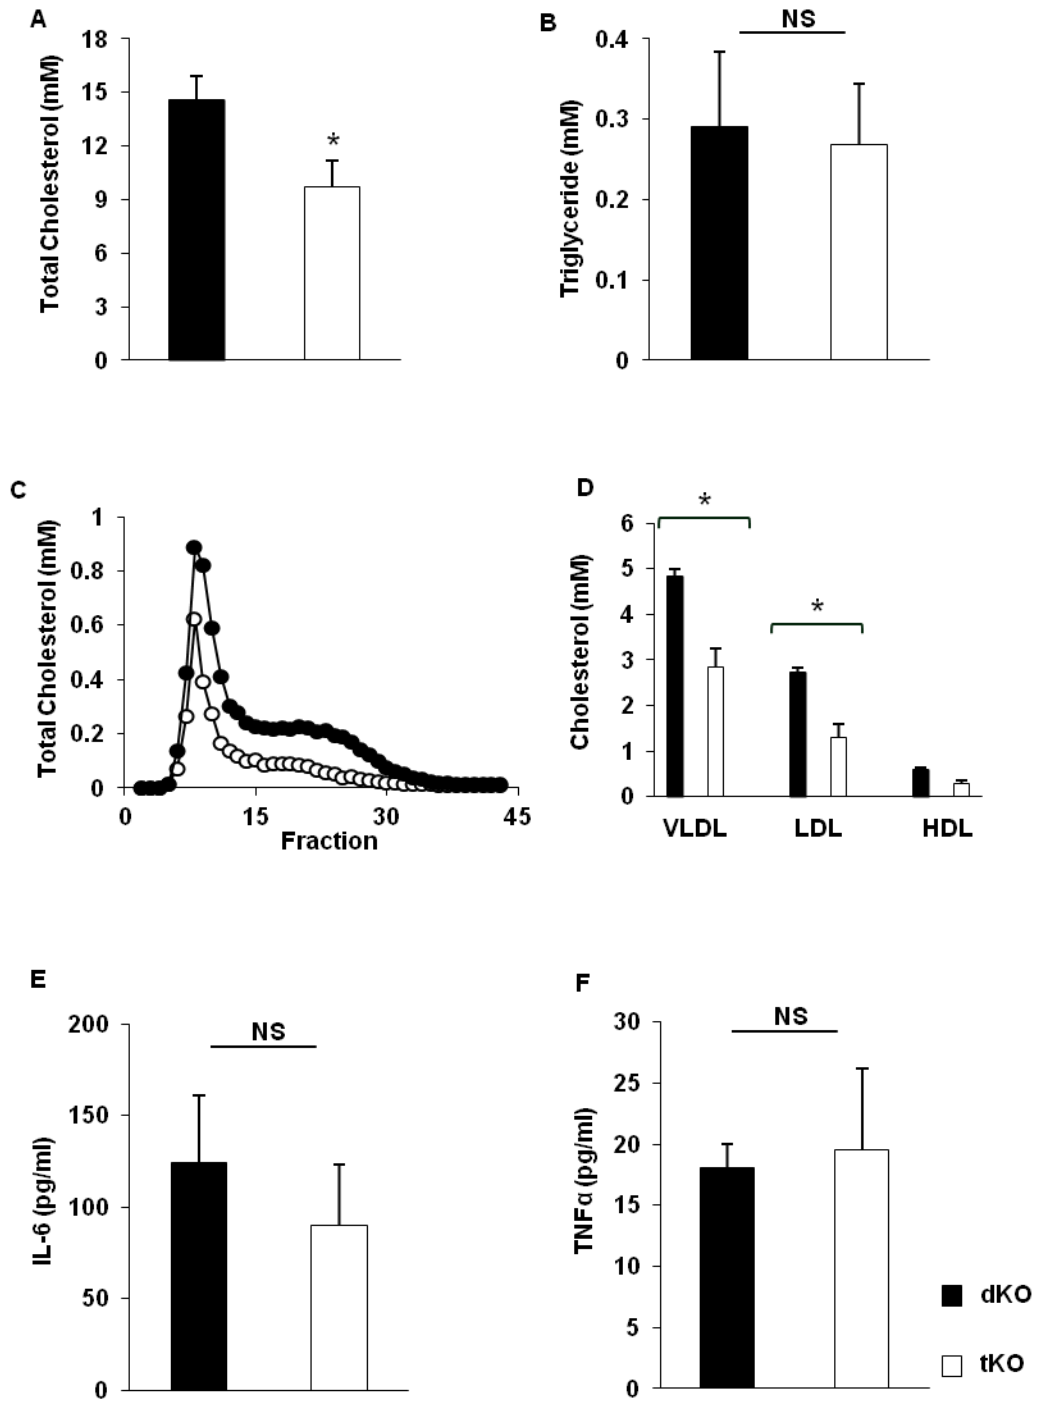 A
Total Cholesterol (mM)
18
15
12
9
6
3
0
*
B
Triglyceride (mM)
0.4
0.3
0.2
0.1
0
NS
C
Total Cholesterol (mM)
1
0.8
0.6
0.4
0.2
0
0 15 30 45
Fraction
D
Cholesterol (mM)
6
5
4
3
2
1
0
*
*
VLDL LDL HDL
E
IL-6 (pg/ml)
200
150
100
50
0
NS
F
TNFα (pg/ml)
30
25
20
15
10
5
0
NS
dKO
tKO